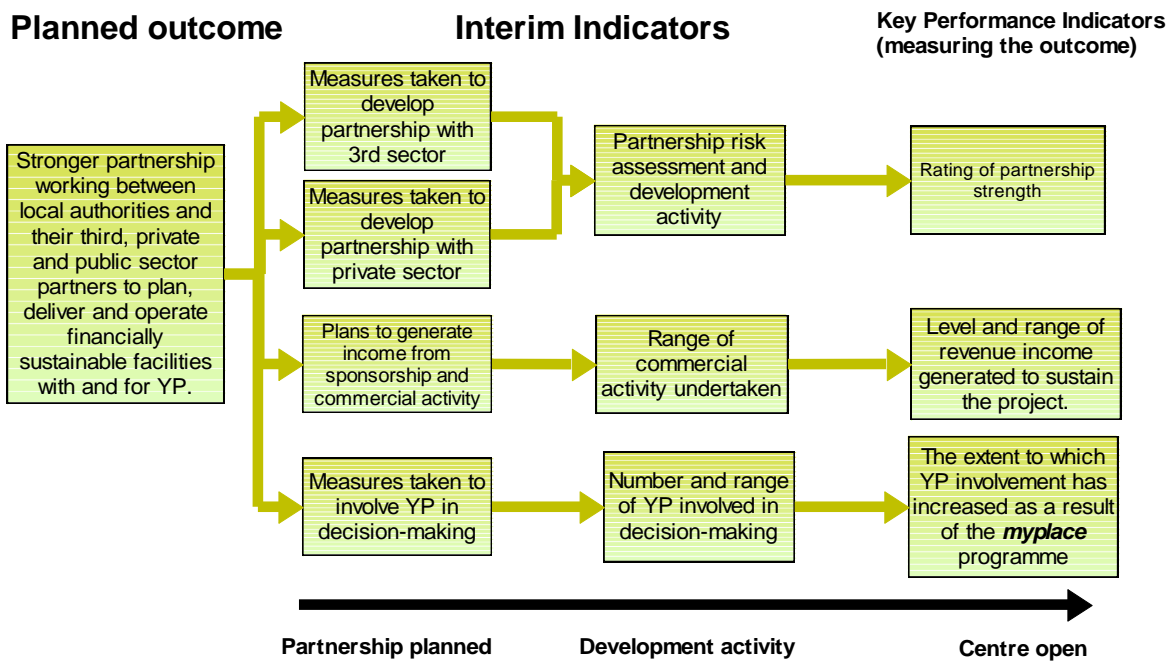 Planned outcome
Interim Indicators
Key Performance Indicators
(measuring the outcome)
Stronger partnership
working between
local authorities and
their third, private
and public sector
partners to plan,
deliver and operate
financially
sustainable facilities
with and for YP.
Measures taken to
develop
partnership with
3rd sector
Measures taken to
develop
partnership with
private sector
Partnership risk
assessment and
development
activity
Rating of partnership
strength
Plans to generate
income from
sponsorship and
commercial activity
Range of
commercial
activity undertaken
Level and range of
revenue income
generated to sustain
the project.
Measures taken to
involve YP in
decision-making
Number and range
of YP involved in
decision-making
The extent to which
YP involvement has
increased as a result
of the myplace
programme
Partnership planned
Development activity
Centre open